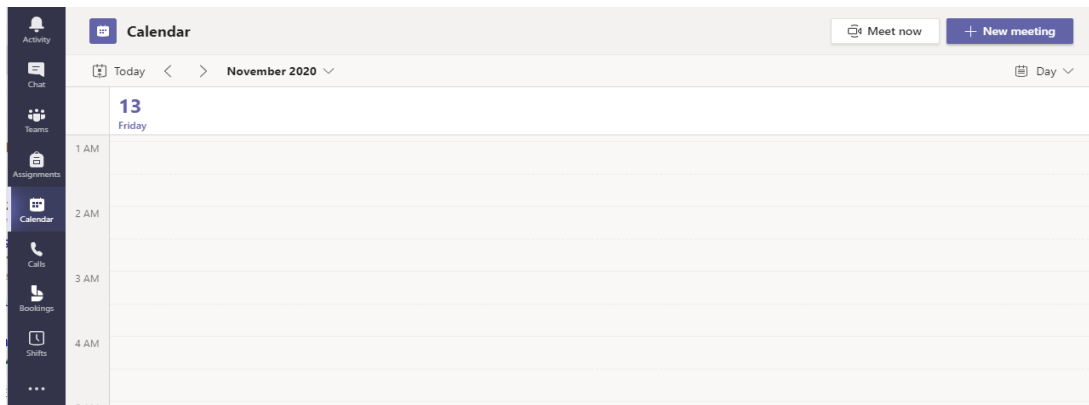 Activity
Chat
Teams
Assignments
Calendar
Calls
Bookings
Shifts
Calendar
Meet now
New meeting
Today
November 2020
Day
13
Friday
1 AM
2 AM
3 AM
4 AM